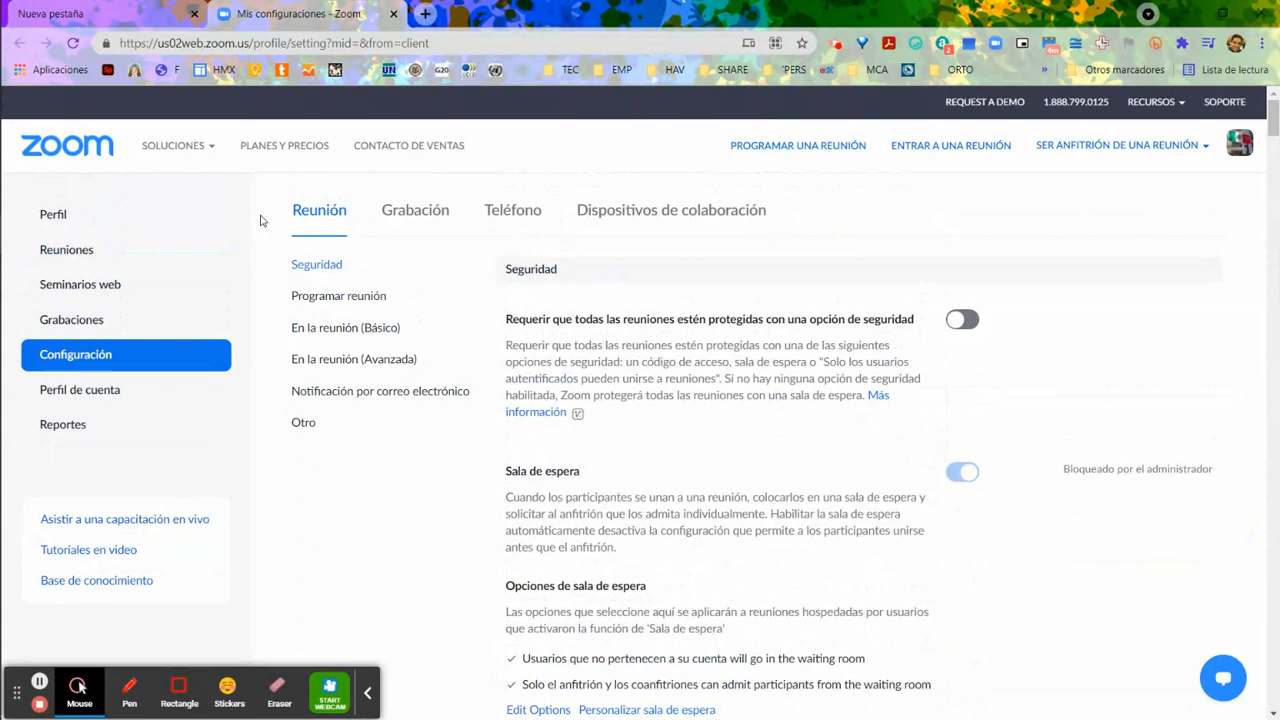 Nueva pestaña
Mis configuraciones - Zoom
https://us02web.zoom.us/profile/setting?mid=&from=client
Aplicaciones
F
HMX
UN
G20
TEC
EMP
HAV
SHARE
'PERS
MCA
ORTO
»
Otros marcadores
Lista de lectura
REQUEST A DEMO
1.888.799.0125
RECURSOS
SOPORTE
zoom
SOLUCIONES
PLANES Y PRECIOS
CONTACTO DE VENTAS
PROGRAMAR UNA REUNIÓN
ENTRAR A UNA REUNIÓN
SER ANFITRIÓN DE UNA REUNIÓN
Perfil
Reuniones
Seminarios web
Grabaciones
Configuración
Perfil de cuenta
Reportes
Asistir a una capacitación en vivo
Tutoriales en video
Base de conocimiento
Reunión
Grabación
Teléfono
Dispositivos de colaboración
Seguridad
Programar reunión
En la reunión (Básico)
En la reunión (Avanzada)
Notificación por correo electrónico
Otro
Seguridad
Requerir que todas las reuniones estén protegidas con una opción de seguridad
Requerir que todas las reuniones estén protegidas con una de las siguientes
opciones de seguridad: un código de acceso, sala de espera o "Solo los usuarios
autentificados pueden unirse a reuniones". Si no hay ninguna opción de seguridad
habilitada, Zoom protegerá todas las reuniones con una sala de espera. Más
información
Sala de espera
Bloqueado por el administrador
Cuando los participantes se unan a una reunión, colocarlos en una sala de espera y
solicitar al anfitrión que los admita individualmente. Habilitar la sala de espera
automáticamente desactiva la configuración que permite a los participantes unirse
antes que el anfitrión.
Opciones de sala de espera
Las opciones que seleccione aquí se aplicarán a reuniones hospedadas por usuarios
que activaron la función de 'Sala de espera'
Usuarios que no pertenecen a su cuenta will go in the waiting room
Solo el anfitrión y los coanfitriones can admit participants from the waiting room
Edit Options Personalizar sala de espera
Mouse
Pen
Rectangle
Stickers
Eraser
START
WEBCAM